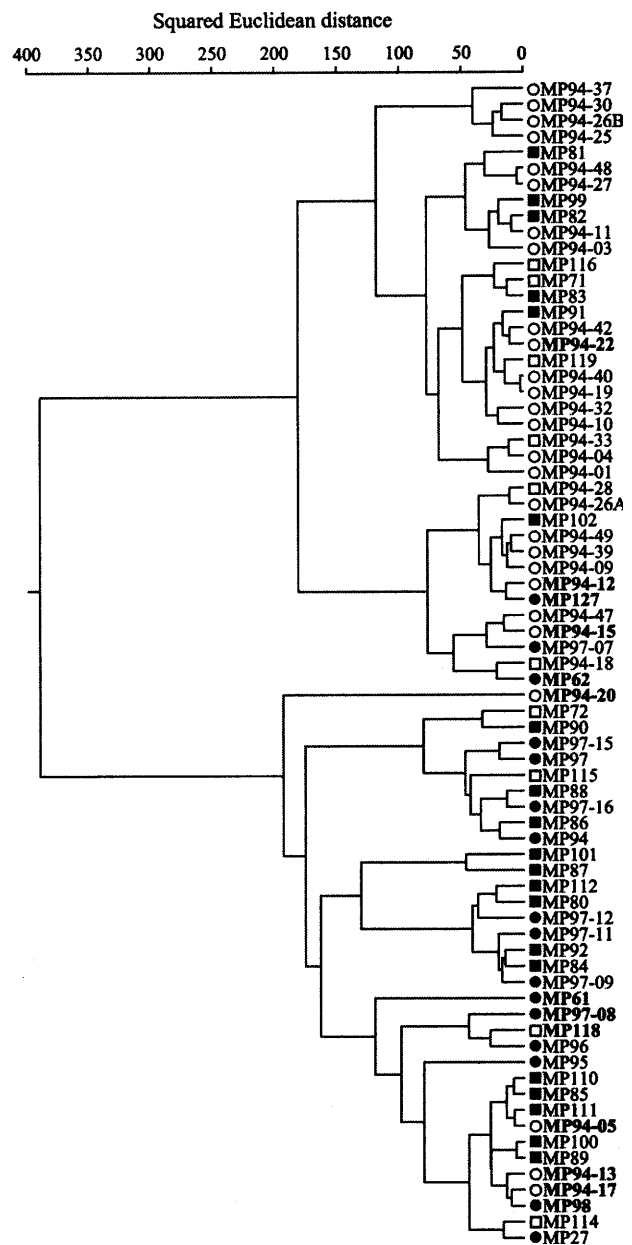 Squared Euclidean distance
400 350 300 250 200 150 100 50 0
MP94-37
MP94-30
MP94-26B
MP94-25
MP81
MP94-48
MP94-27
MP99
MP82
MP94-11
MP94-03
MP116
MP71
MP83
MP91
MP94-42
MP94-22
MP119
MP94-40
MP94-19
MP94-32
MP94-10
MP94-33
MP94-04
MP94-01
MP94-28
MP94-26A
MP102
MP94-49
MP94-39
MP94-09
MP94-12
MP127
MP94-47
MP94-15
MP97-07
MP94-18
MP62
MP94-20
MP72
MP90
MP97-15
MP97
MP115
MP88
MP97-16
MP86
MP94
MP101
MP87
MP112
MP80
MP97-12
MP97-11
MP92
MP84
MP97-09
MP61
MP97-08
MP118
MP96
MP95
MP110
MP85
MP111
MP94-05
MP100
MP89
MP94-13
MP94-17
MP98
MP114
MP27